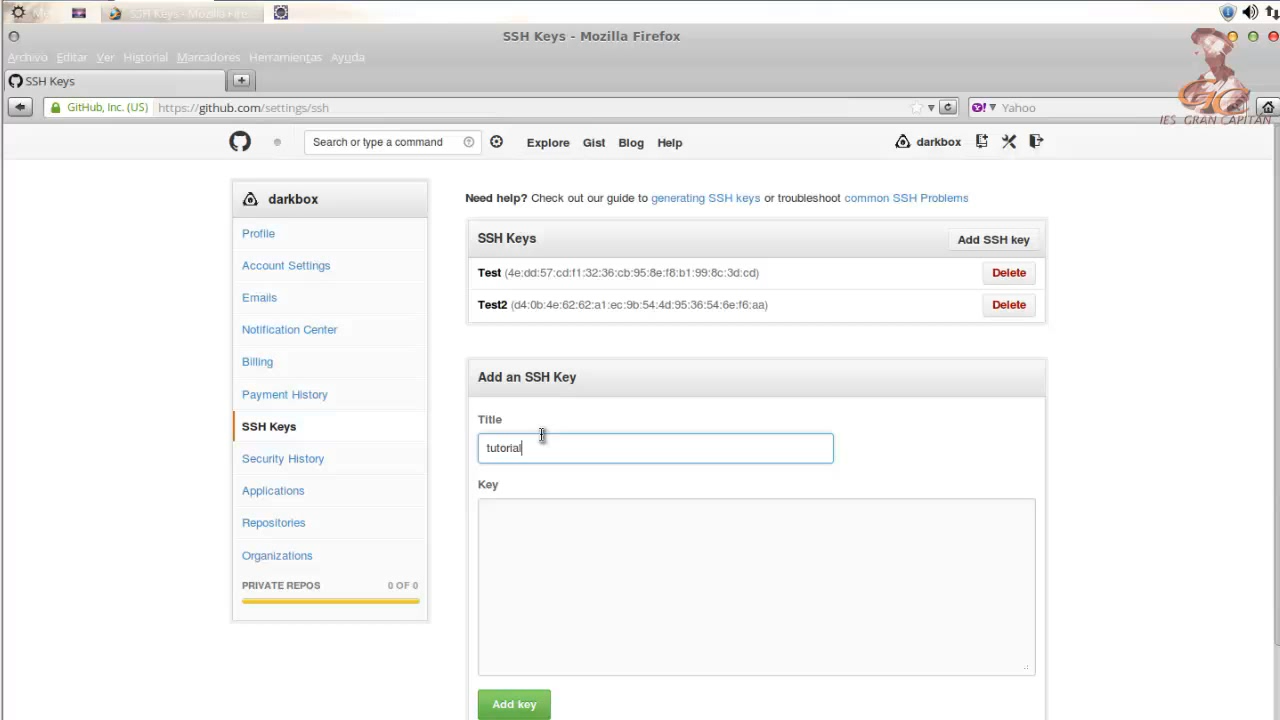 SSH Keys - Mozilla Fire...
SSH Keys - Mozilla Firefox
Archivo Editar Ver Historial Marcadores Herramientas Ayuda
SSH Keys
GitHub, Inc. (US) https://github.com/settings/ssh
Yahoo
IES GRAN CAPITAN
Search or type a command
Explore Gist Blog Help
darkbox
darkbox
Profile
Account Settings
Emails
Notification Center
Billing
Payment History
SSH Keys
Security History
Applications
Repositories
Organizations
PRIVATE REPOS 0 OF 0
Need help? Check out our guide to generating SSH keys or troubleshoot common SSH Problems
SSH Keys
Add SSH key
Test (4e:dd:57:cd:f1:32:36:cb:95:8e:f8:b1:99:8c:3d:cd) Delete
Test2 (d4:0b:4e:62:62:a1:ec:9b:54:4d:95:36:54:6e:f6:aa) Delete
Add an SSH Key
Title
tutorial
Key
Add key